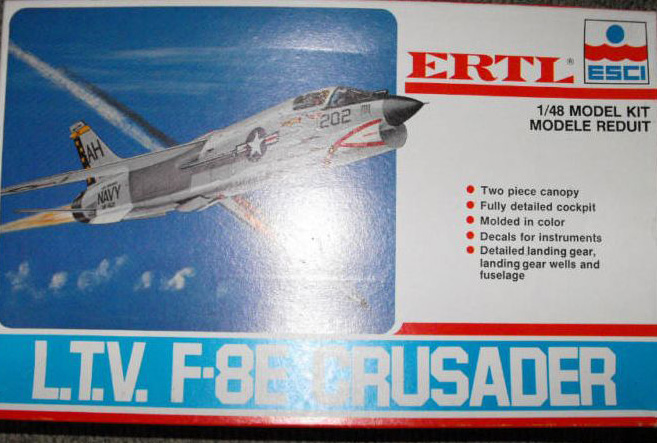 ERTL®
ESCI
1/48 MODEL KIT
MODELE REDUIT
202
AH
NAVY
Two piece canopy
Fully detailed cockpit
Molded in color
Decals for instruments
Detailed landing gear,
landing gear wells and
fuselage
L.T.V. F-8E CRUSADER